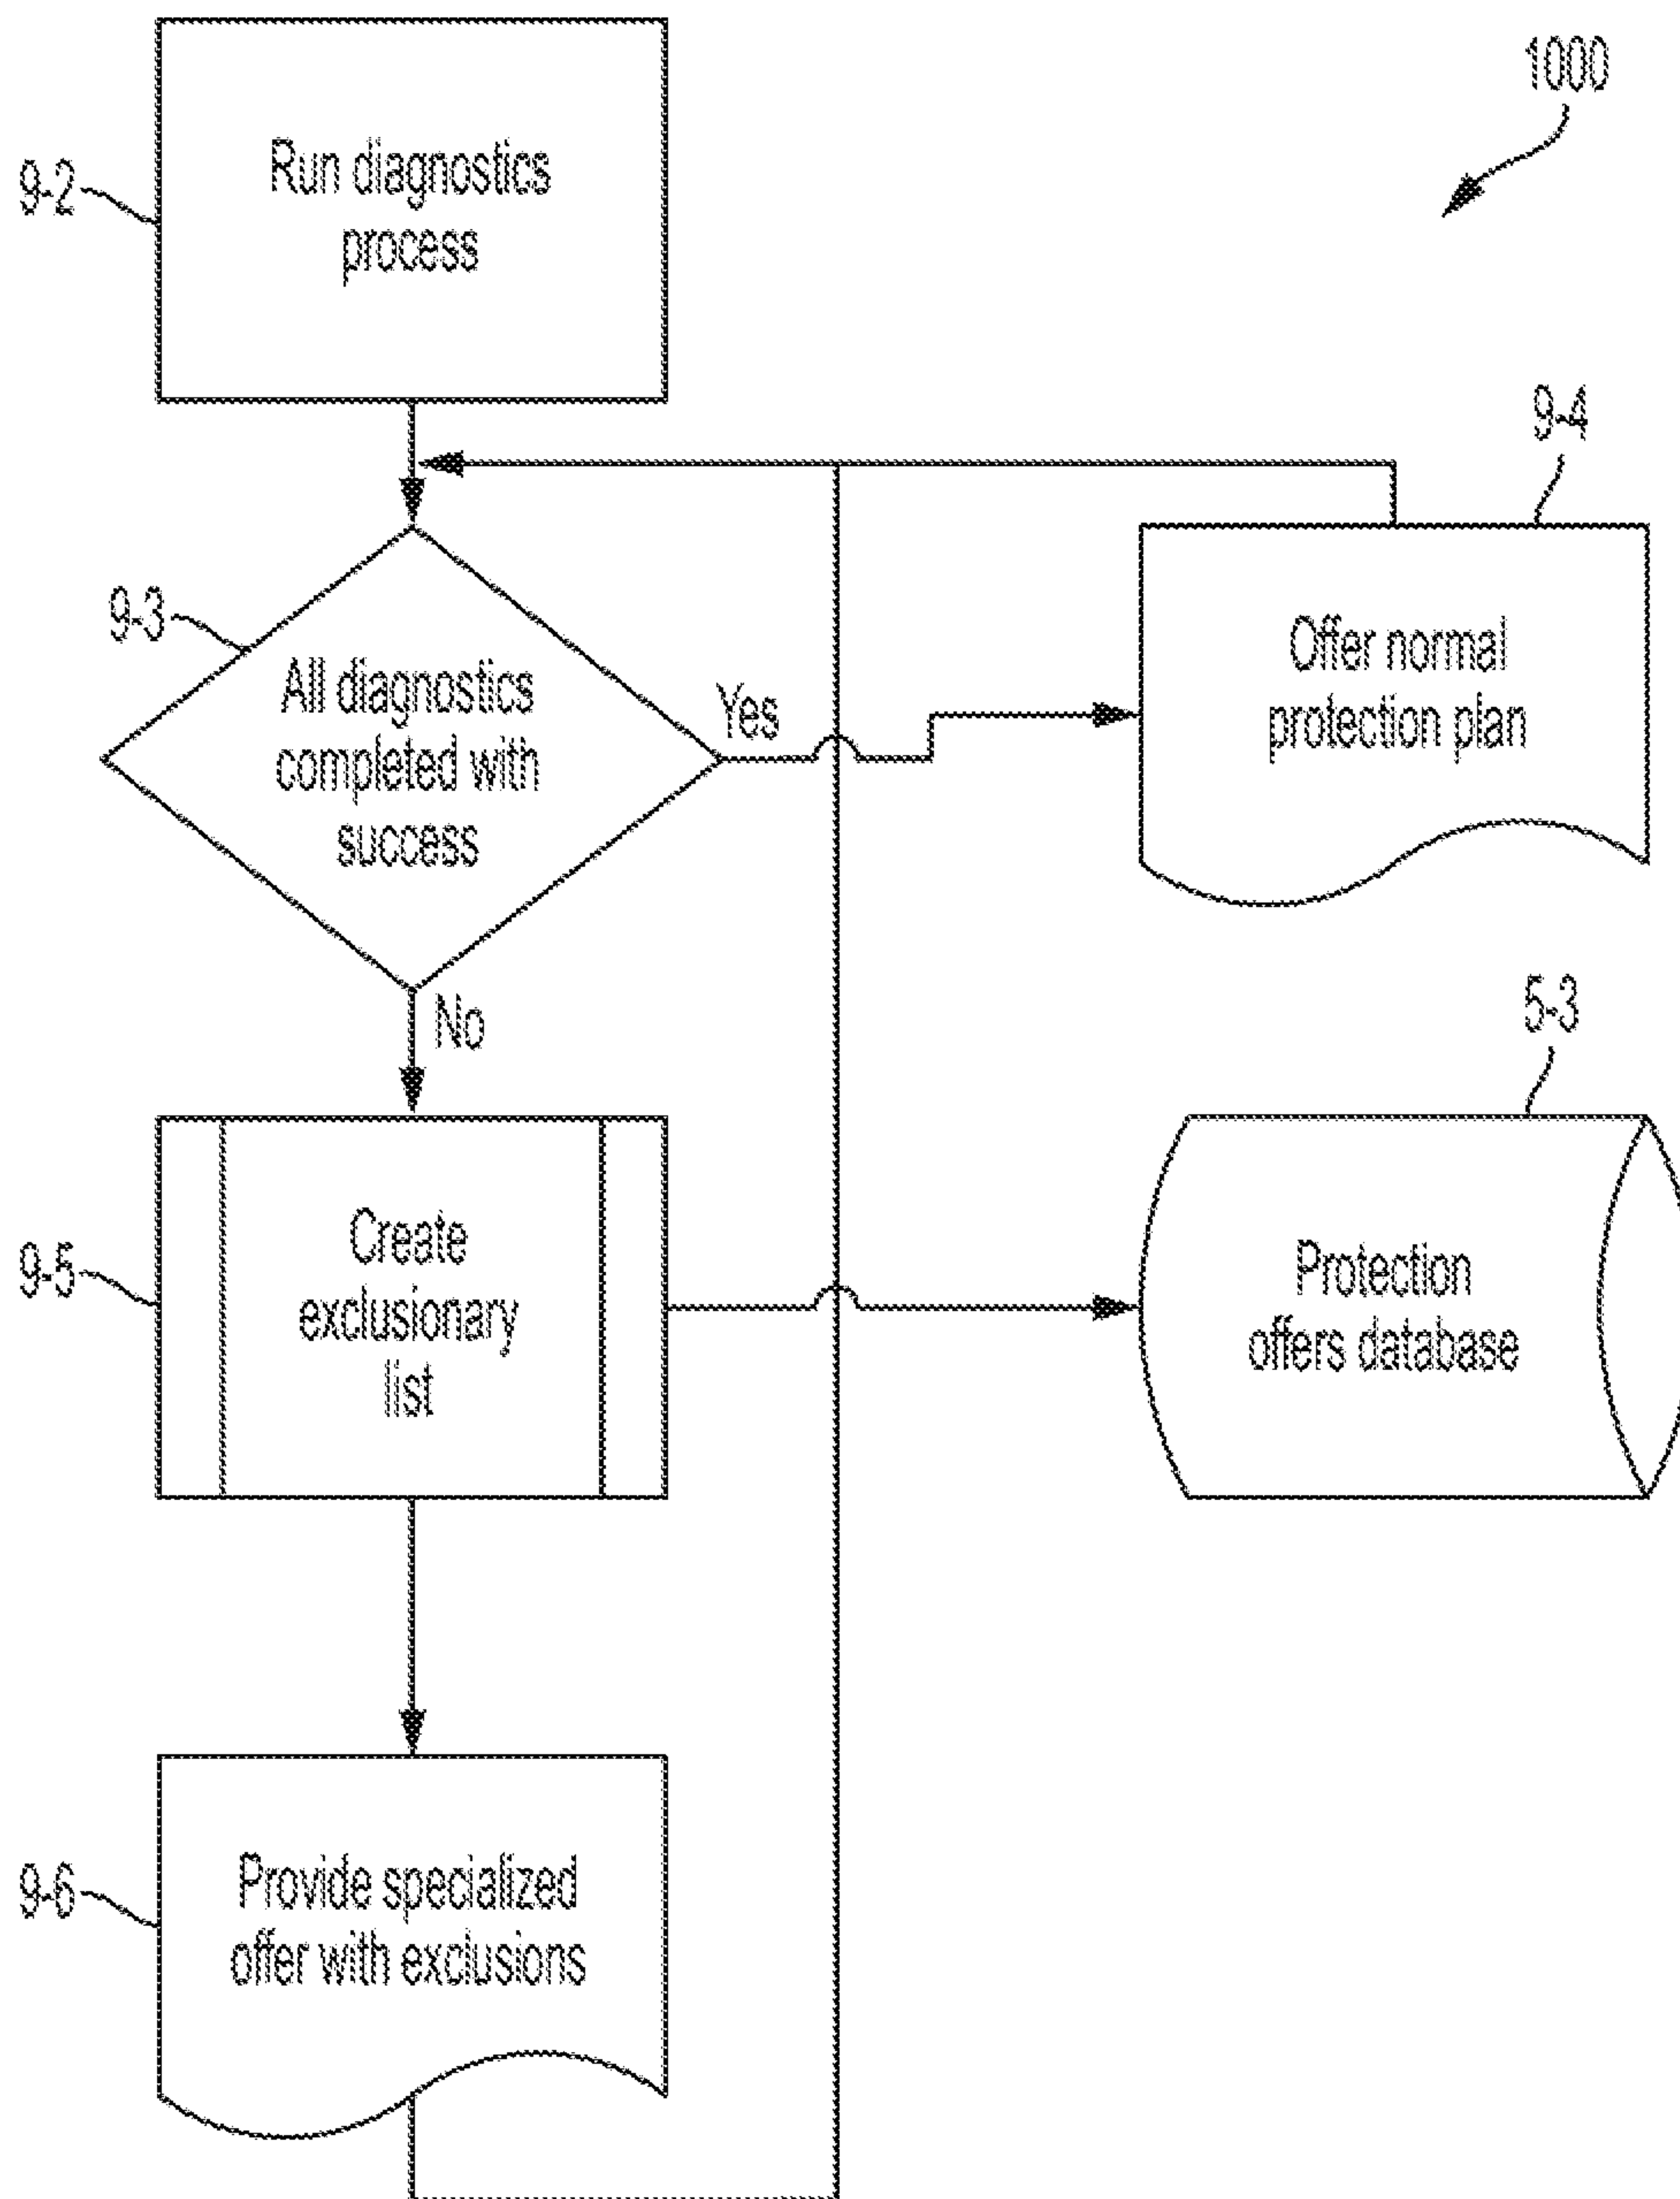 1000
9-2
Run diagnostics
process
9-4
9-3
All diagnostics
completed with
success
Yes
Offer normal
protection plan
No
5-3
9-5
Create
exclusionary
list
Protection
offers database
9-6
Provide specialized
offer with exclusions